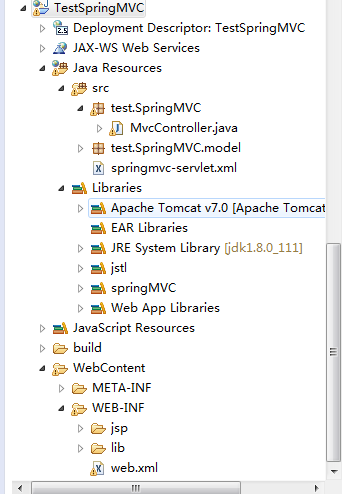 TestSpringMVC
Deployment Descriptor: TestSpringMVC
JAX-WS Web Services
Java Resources
src
test.SpringMVC
MvcController.java
test.SpringMVC.model
springmvc-servlet.xml
Libraries
Apache Tomcat v7.0 [Apache Tomcat
EAR Libraries
JRE System Library [jdk1.8.0_111]
jstl
springMVC
Web App Libraries
JavaScript Resources
build
WebContent
META-INF
WEB-INF
jsp
lib
web.xml